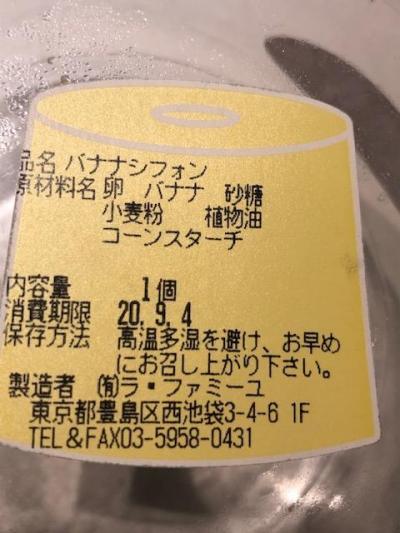 品名 バナナシフォン
原材料名 卵 バナナ 砂糖
小麦粉 植物油
コーンスターチ
内容量 1個
消費期限 20.9.4
保存方法 高温多湿を避け、お早め
にお召し上がり下さい。
製造者 ㈲ラ・ファミーユ
東京都豊島区西池袋3-4-6 1F
TEL&FAX03-5958-0431